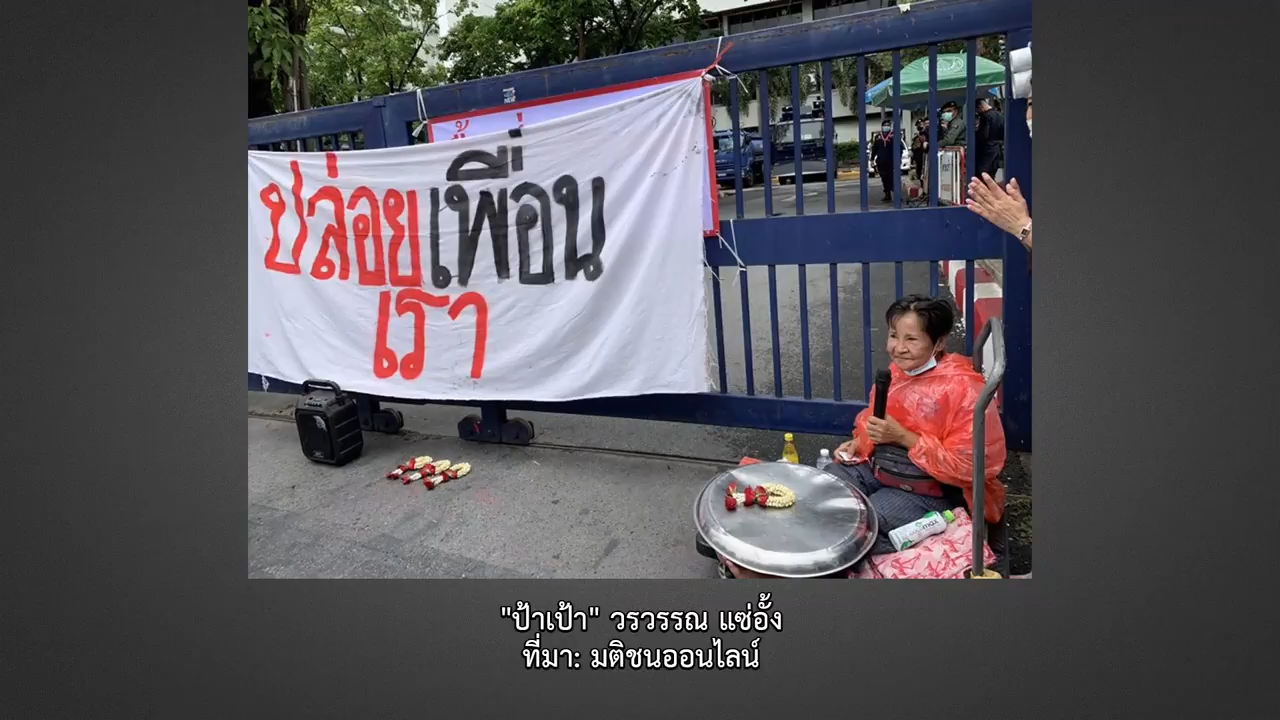 ปล่อยเพื่อน
เรา
"ป้าเป้า" วรวรรณ แซ่อั้ง
ที่มา: มติชนออนไลน์